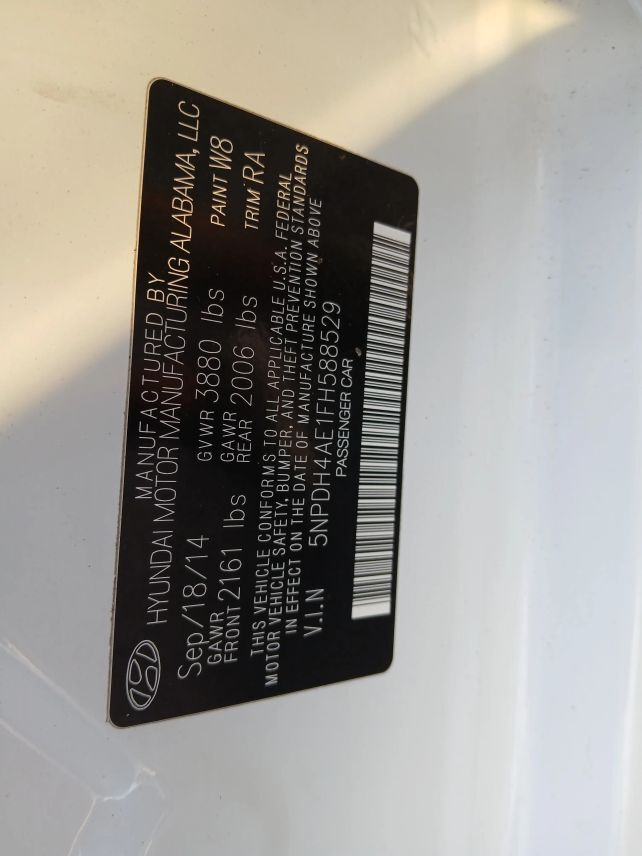 MANUFACTURED BY
HYUNDAI MOTOR MANUFACTURING ALABAMA, LLC
Sep/18/14 GVWR 3880 lbs PAINT W8
GAWR FRONT 2161 lbs GAWR REAR 2006 lbs TRIM RA
THIS VEHICLE CONFORMS TO ALL APPLICABLE U.S.A. FEDERAL
MOTOR VEHICLE SAFETY, BUMPER, AND THEFT PREVENTION STANDARDS
IN EFFECT ON THE DATE OF MANUFACTURE SHOWN ABOVE
V.I.N 5NPDH4AE1FH588529
PASSENGER CAR